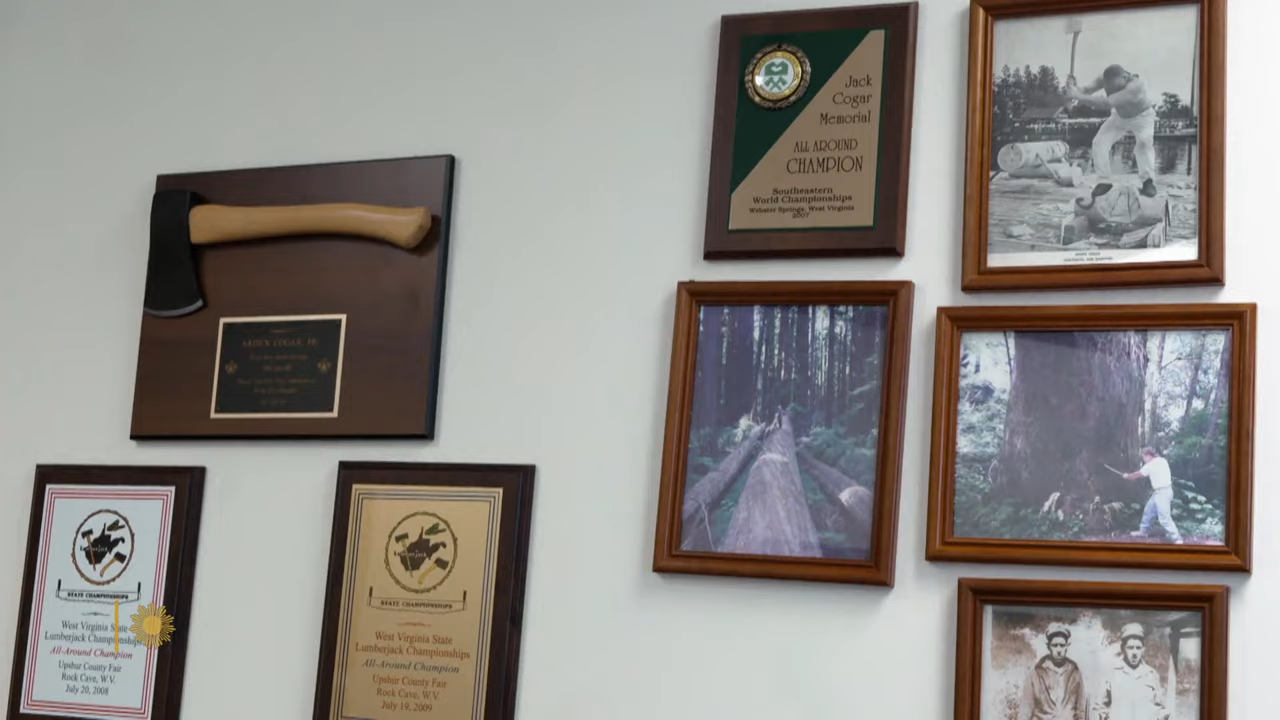 Jack
Cogar
Memorial
ALL AROUND
CHAMPION
Southeastern
World Championships
Webster Springs, West Virginia
2007
ARDEN COGAR, JR.
STATE CHAMPIONSHIPS
West Virginia State
Lumberjack Championships
All-Around Champion
Upshur County Fair
Rock Cave, W.V.
July 20, 2008
STATE CHAMPIONSHIPS
West Virginia State
Lumberjack Championships
All-Around Champion
Upshur County Fair
Rock Cave, W.V.
July 19, 2009